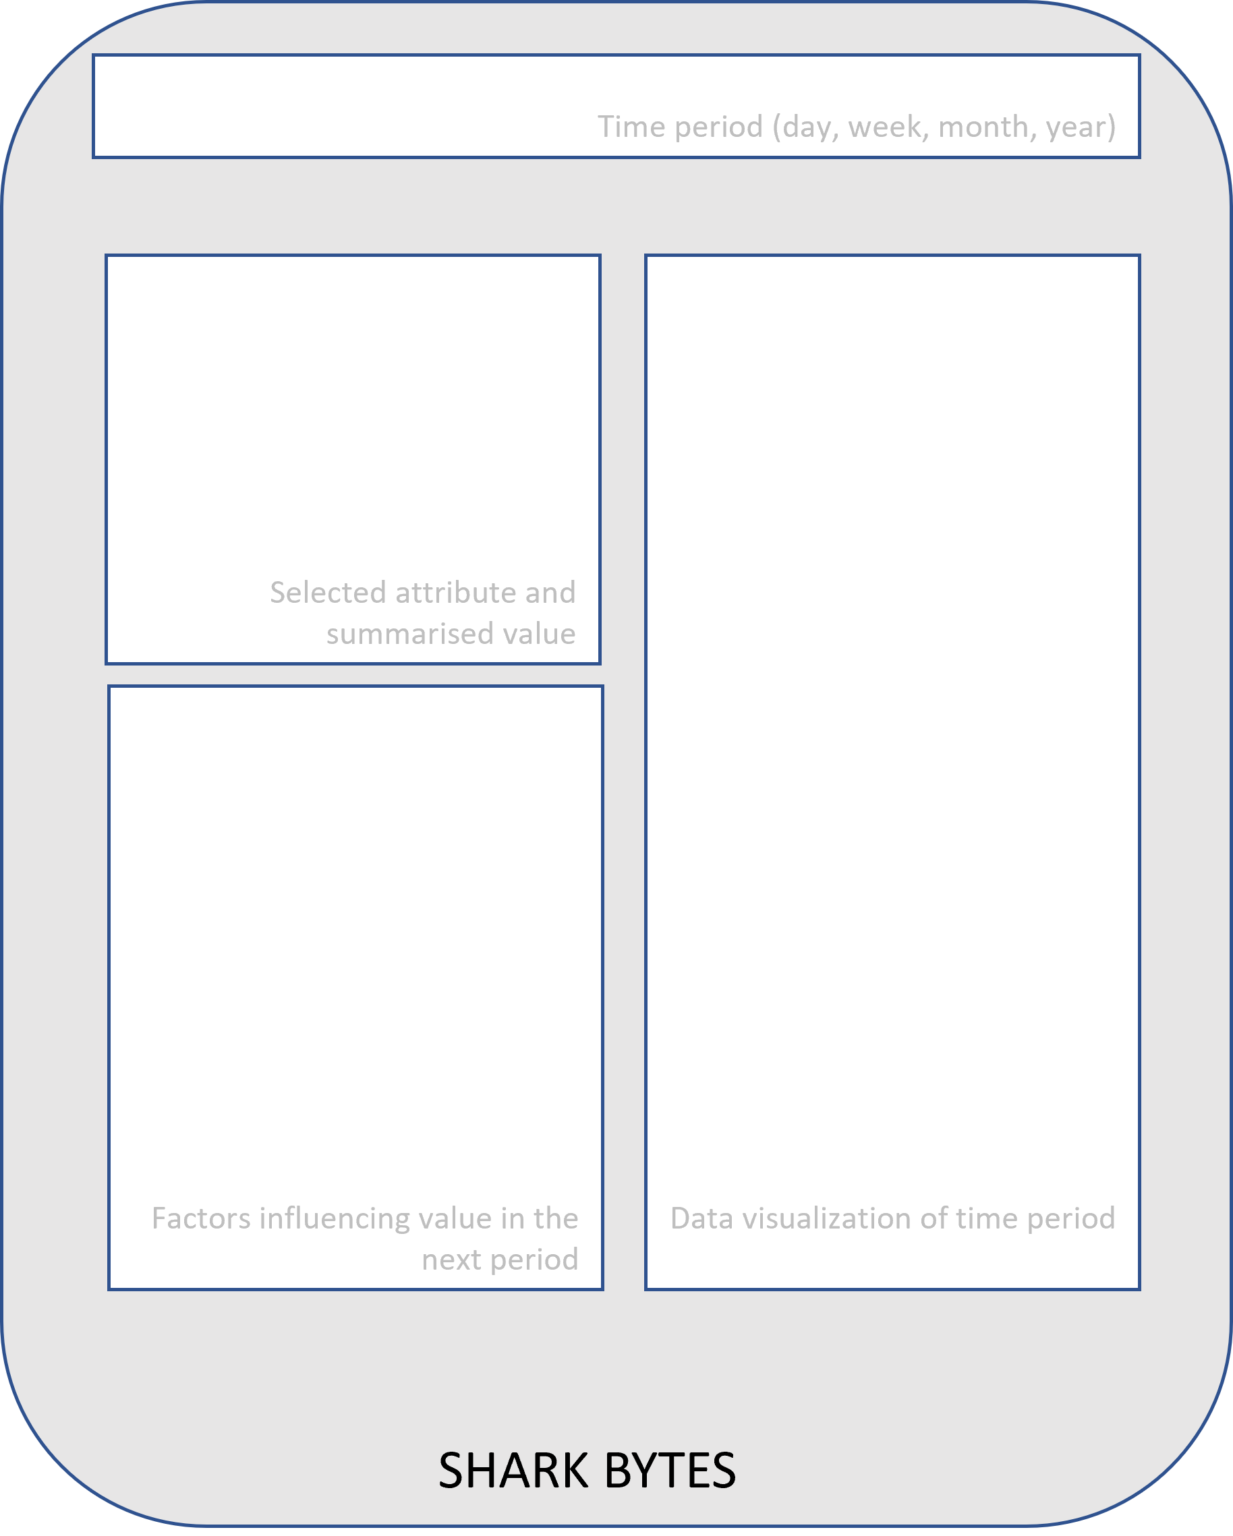 Time period (day, week, month, year)
Selected attribute and
summarised value
Factors influencing value in the
next period
Data visualization of time period
SHARK BYTES